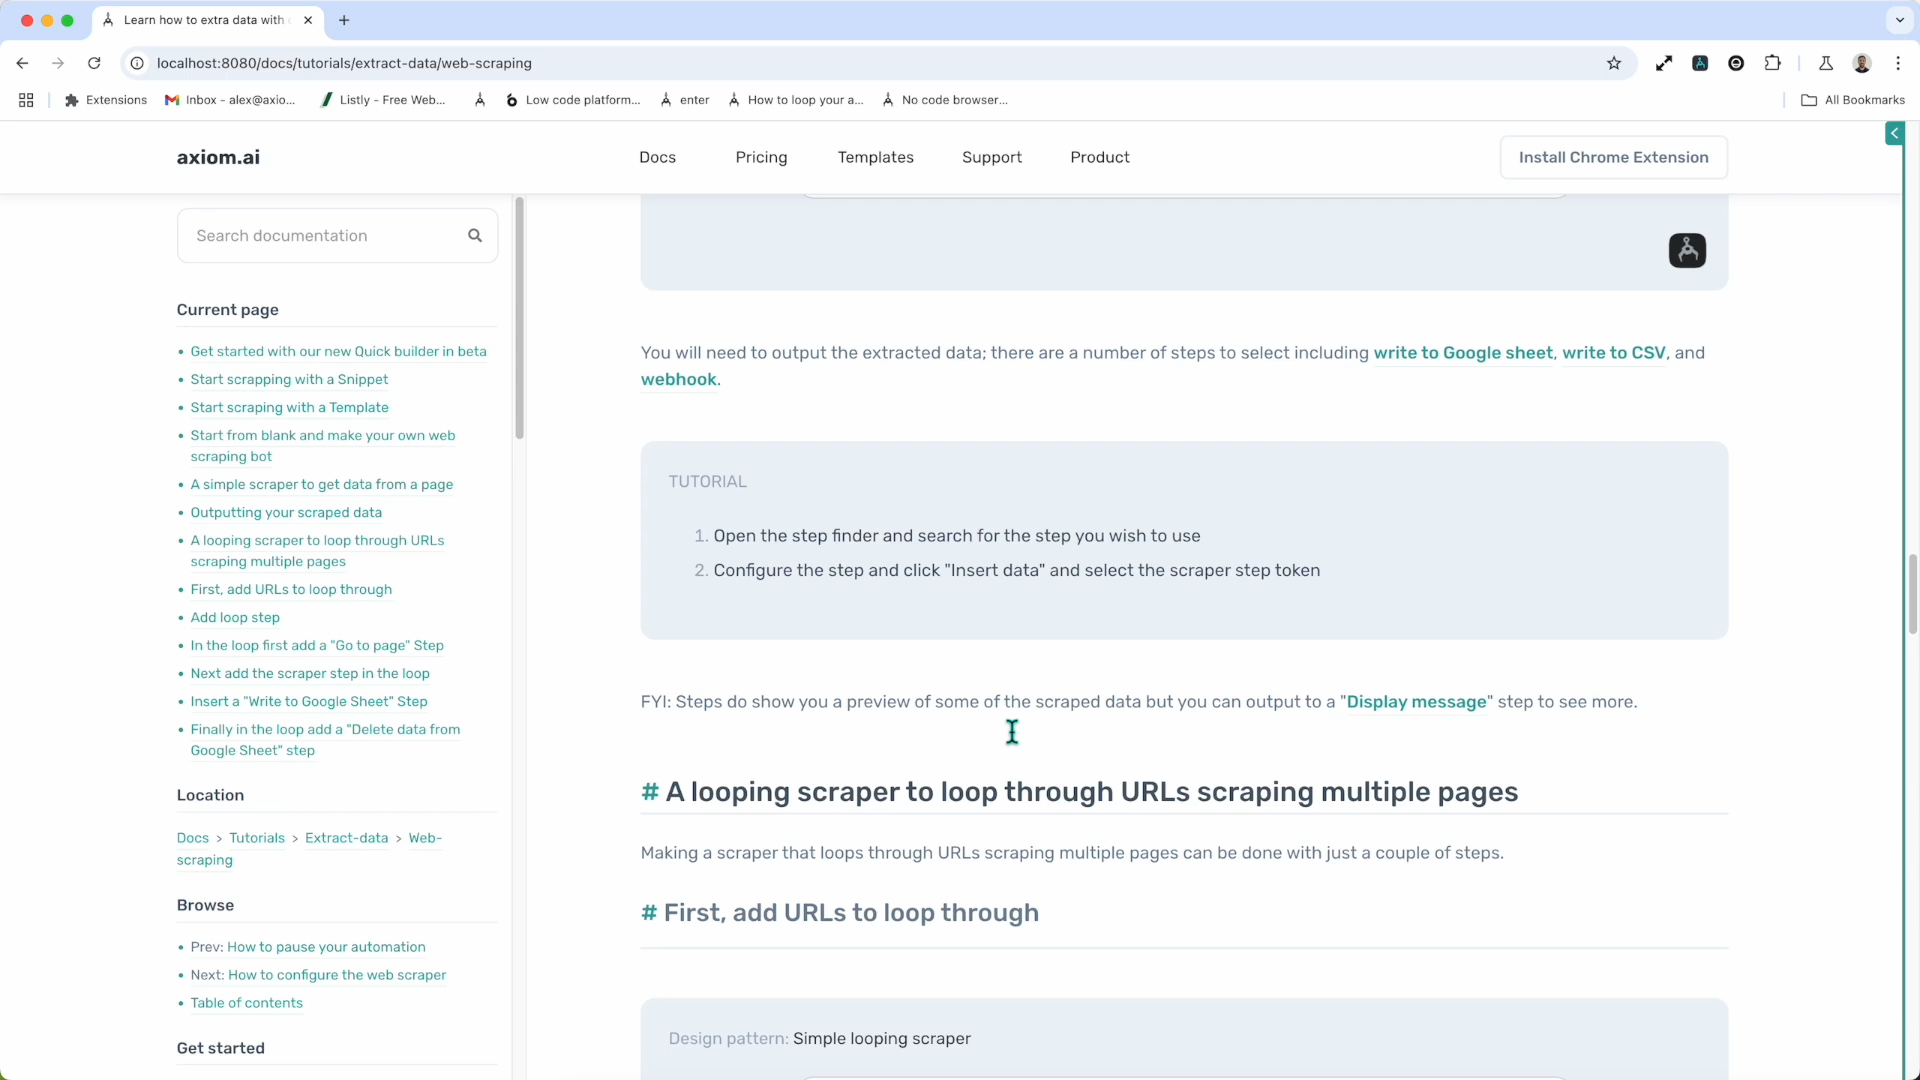 Learn how to extra data with
localhost:8080/docs/tutorials/extract-data/web-scraping
Extensions
Inbox - alex@axio...
Listly - Free Web...
Low code platform...
enter
How to loop your a...
No code browser...
All Bookmarks
axiom.ai
Docs
Pricing
Templates
Support
Product
Install Chrome Extension
Search documentation
Current page
• Get started with our new Quick builder in beta
• Start scrapping with a Snippet
• Start scraping with a Template
• Start from blank and make your own web
scraping bot
• A simple scraper to get data from a page
• Outputting your scraped data
• A looping scraper to loop through URLs
scraping multiple pages
• First, add URLs to loop through
• Add loop step
• In the loop first add a "Go to page" Step
• Next add the scraper step in the loop
• Insert a "Write to Google Sheet" Step
• Finally in the loop add a "Delete data from
Google Sheet" step
Location
Docs > Tutorials > Extract-data > Web-
scraping
Browse
• Prev: How to pause your automation
• Next: How to configure the web scraper
• Table of contents
Get started
You will need to output the extracted data; there are a number of steps to select including write to Google sheet, write to CSV, and
webhook.
TUTORIAL
1. Open the step finder and search for the step you wish to use
2. Configure the step and click "Insert data" and select the scraper step token
FYI: Steps do show you a preview of some of the scraped data but you can output to a "Display message" step to see more.
# A looping scraper to loop through URLs scraping multiple pages
Making a scraper that loops through URLs scraping multiple pages can be done with just a couple of steps.
# First, add URLs to loop through
Design pattern: Simple looping scraper